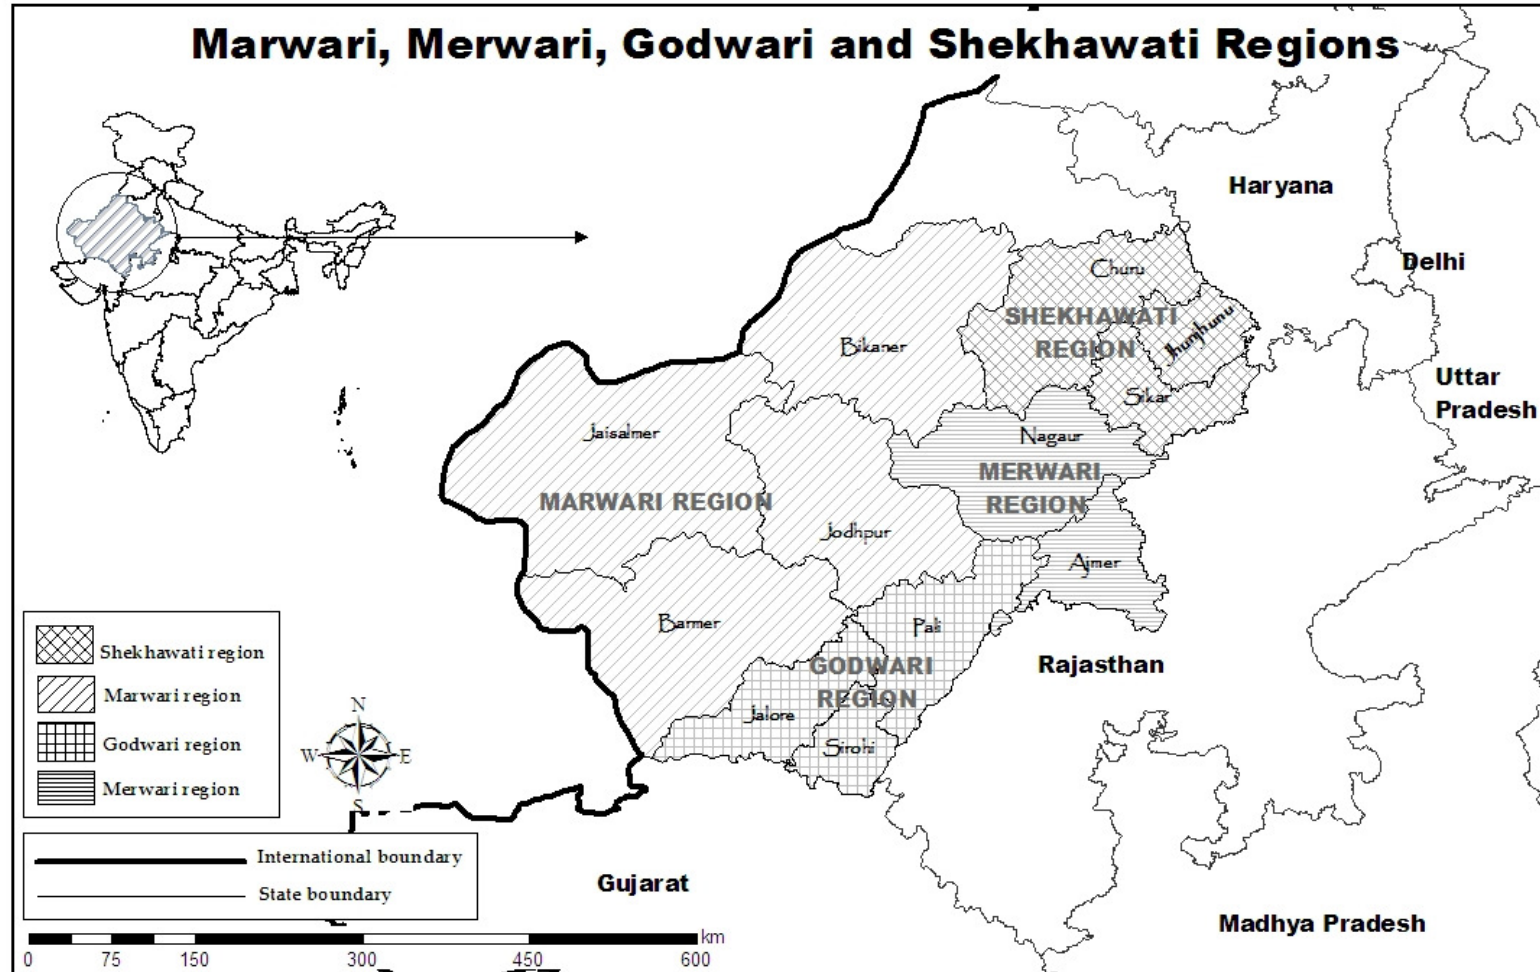 Marwari, Merwari, Godwari and Shekhawati Regions
Haryana
Delhi
Churu
SHEKHAWATI
REGION
Jhunjhunu
Bikaner
Sikar
Uttar
Pradesh
Jaisalmer
Nagaur
MERWARI
REGION
MARWARI REGION
Jodhpur
Ajmer
Barmer
Pali
GODWARI
REGION
Rajasthan
Jalore
Sirohi
Shekhawati region
Marwari region
Godwari region
Merwari region
N
W
E
S
International boundary
State boundary
Gujarat
Madhya Pradesh
km
0 75 150 300 450 600